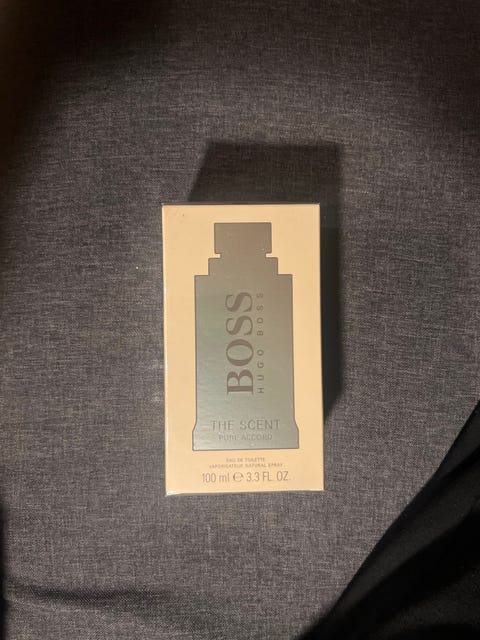 BOSS
HUGO BOSS
THE SCENT
PURE ACCORD
EAU DE TOILETTE
VAPORISATEUR NATURAL SPRAY
100 ml ℮ 3.3 FL. OZ.